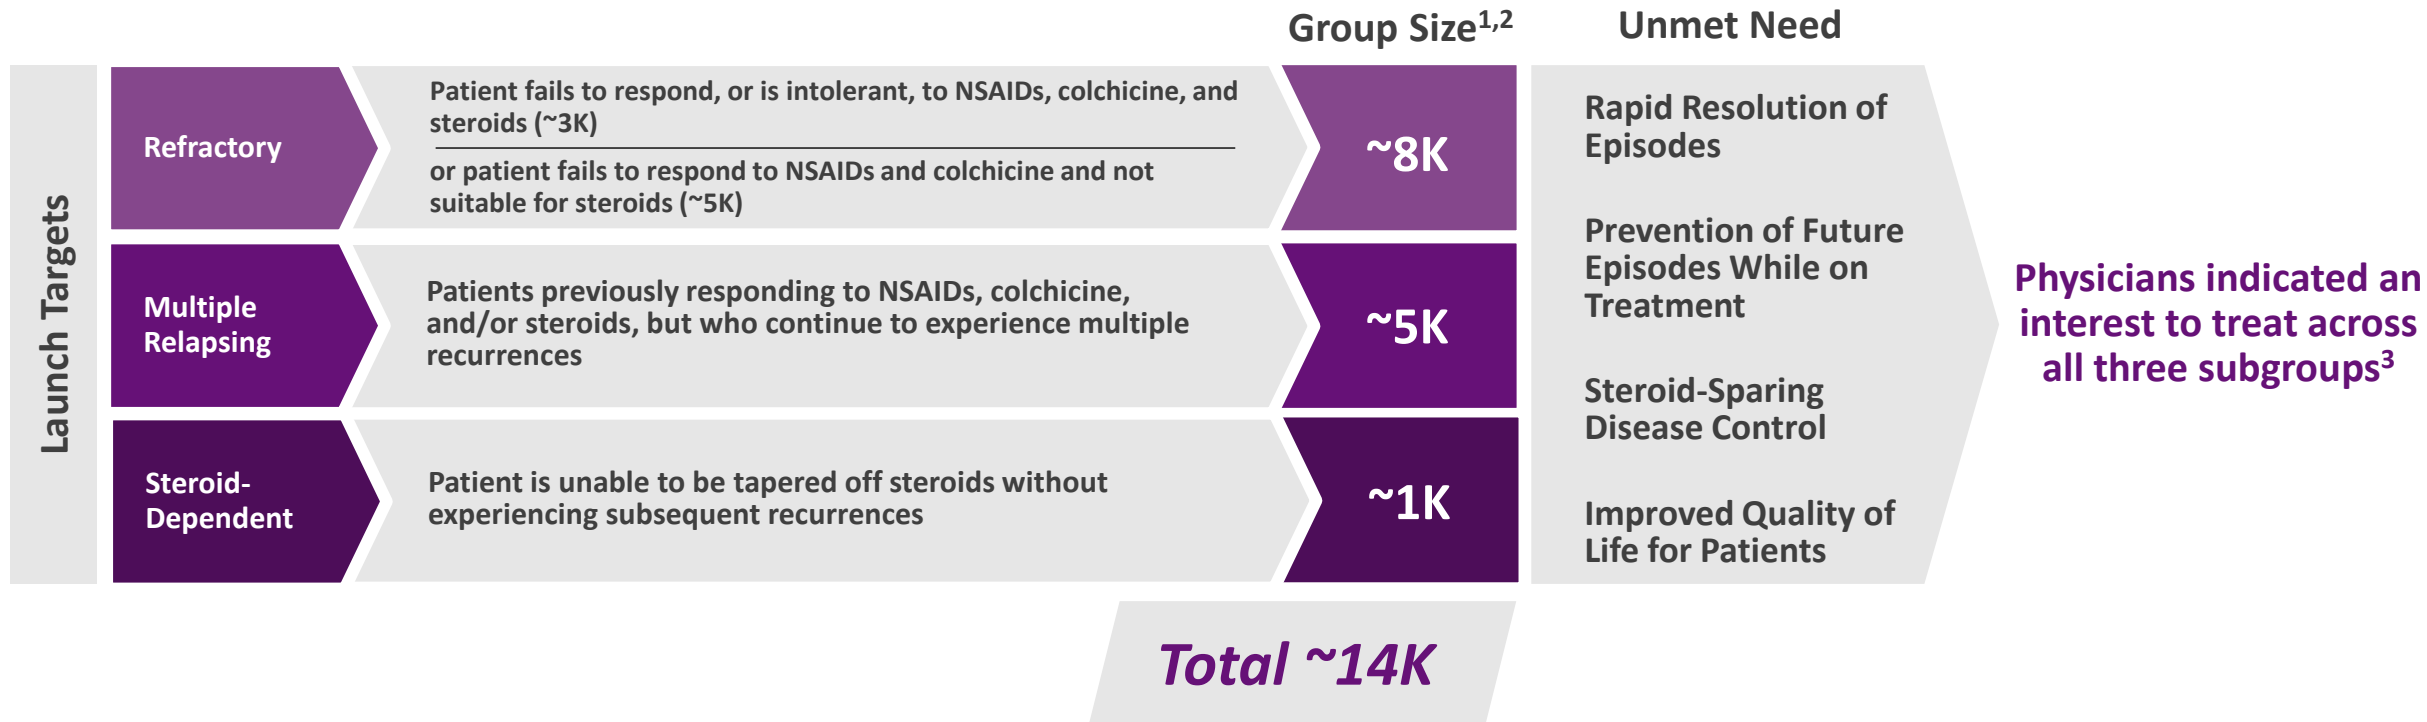 Group Size1,2
Unmet Need
Launch Targets
Refractory
Patient fails to respond, or is intolerant, to NSAIDs, colchicine, and
steroids (~3K)
or patient fails to respond to NSAIDs and colchicine and not
suitable for steroids (~5K)
~8K
Multiple
Relapsing
Patients previously responding to NSAIDs, colchicine,
and/or steroids, but who continue to experience multiple
recurrences
~5K
Steroid-
Dependent
Patient is unable to be tapered off steroids without
experiencing subsequent recurrences
~1K
Rapid Resolution of
Episodes
Prevention of Future
Episodes While on
Treatment
Steroid-Sparing
Disease Control
Improved Quality of
Life for Patients
Physicians indicated an
interest to treat across
all three subgroups3
Total ~14K